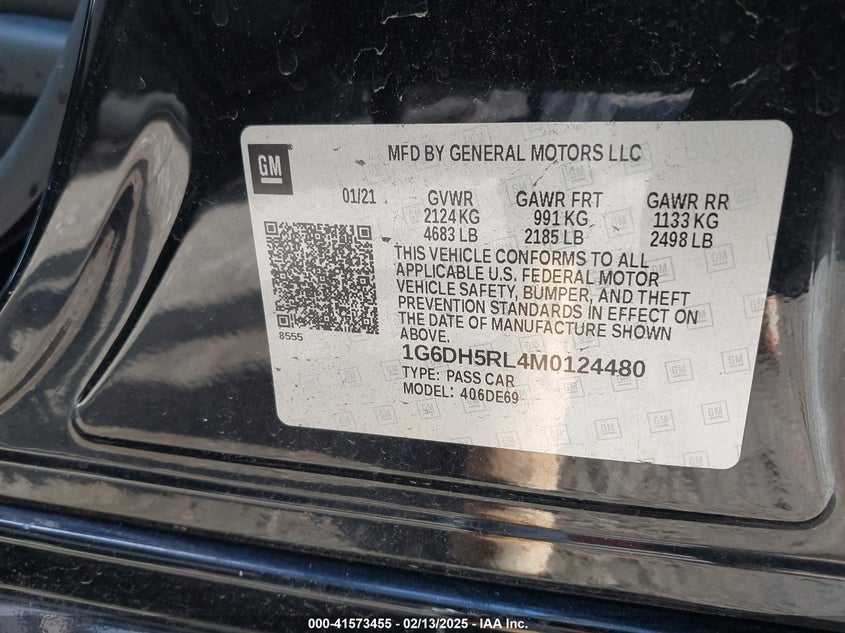 GM
MFD BY GENERAL MOTORS LLC
01/21 GVWR GAWR FRT GAWR RR
2124 KG 991 KG 1133 KG
4683 LB 2185 LB 2498 LB
THIS VEHICLE CONFORMS TO ALL
APPLICABLE U.S. FEDERAL MOTOR
VEHICLE SAFETY, BUMPER, AND THEFT
PREVENTION STANDARDS IN EFFECT ON
THE DATE OF MANUFACTURE SHOWN
ABOVE.
8555
1G6DH5RL4M0124480
TYPE: PASS CAR
MODEL: 406DE69
000-41573455 - 02/13/2025 - IAA Inc.